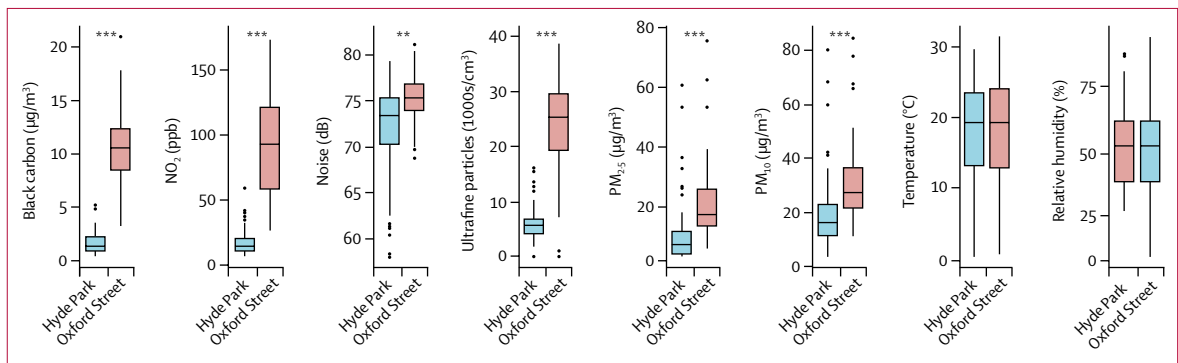 Black carbon (μg/m³)
20
15
10
5
0
***
Hyde Park
Oxford Street
NO₂ (ppb)
150
100
50
0
***
Hyde Park
Oxford Street
Noise (dB)
80
75
70
65
60
**
Hyde Park
Oxford Street
Ultrafine particles (1000s/cm³)
40
30
20
10
0
***
Hyde Park
Oxford Street
PM₂·₅ (μg/m³)
80
60
40
20
0
***
Hyde Park
Oxford Street
PM₁₀ (μg/m³)
80
60
40
20
0
***
Hyde Park
Oxford Street
Temperature (°C)
30
20
10
0
Hyde Park
Oxford Street
Relative humidity (%)
75
50
25
0
Hyde Park
Oxford Street